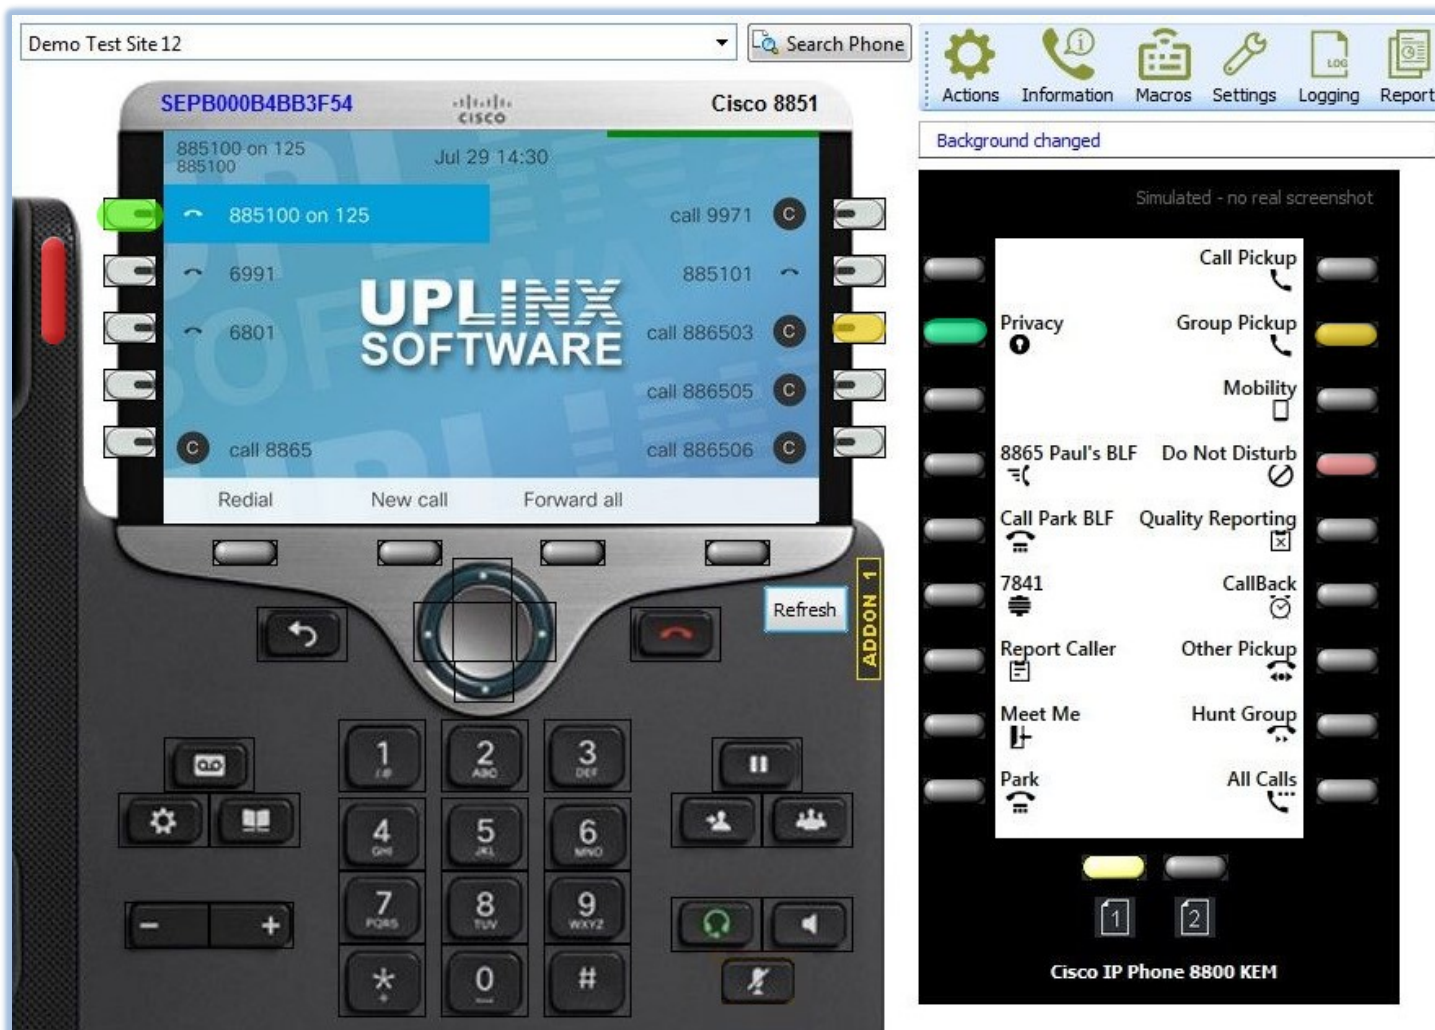 Demo Test Site 12
Search Phone
Actions
Information
Macros
Settings
LOG
Logging
Report
Background changed
SEPB000B4BB3F54
CISCO
Cisco 8851
885100 on 125
885100
Jul 29 14:30
885100 on 125
call 9971 C
6991
885101
6801
call 886503 C
UPLINX
SOFTWARE
call 886505 C
C call 8865
call 886506 C
Redial
New call
Forward all
Refresh
ADDON 1
1
2
ABC
3
DEF
4
GHI
5
JKL
6
MNO
7
PQRS
8
TUV
9
WXYZ
*
+
0
#
-
+
Simulated - no real screenshot
Call Pickup
Privacy
Group Pickup
Mobility
8865 Paul's BLF
Do Not Disturb
Call Park BLF
Quality Reporting
7841
CallBack
Report Caller
Other Pickup
Meet Me
Hunt Group
Park
All Calls
1
2
Cisco IP Phone 8800 KEM